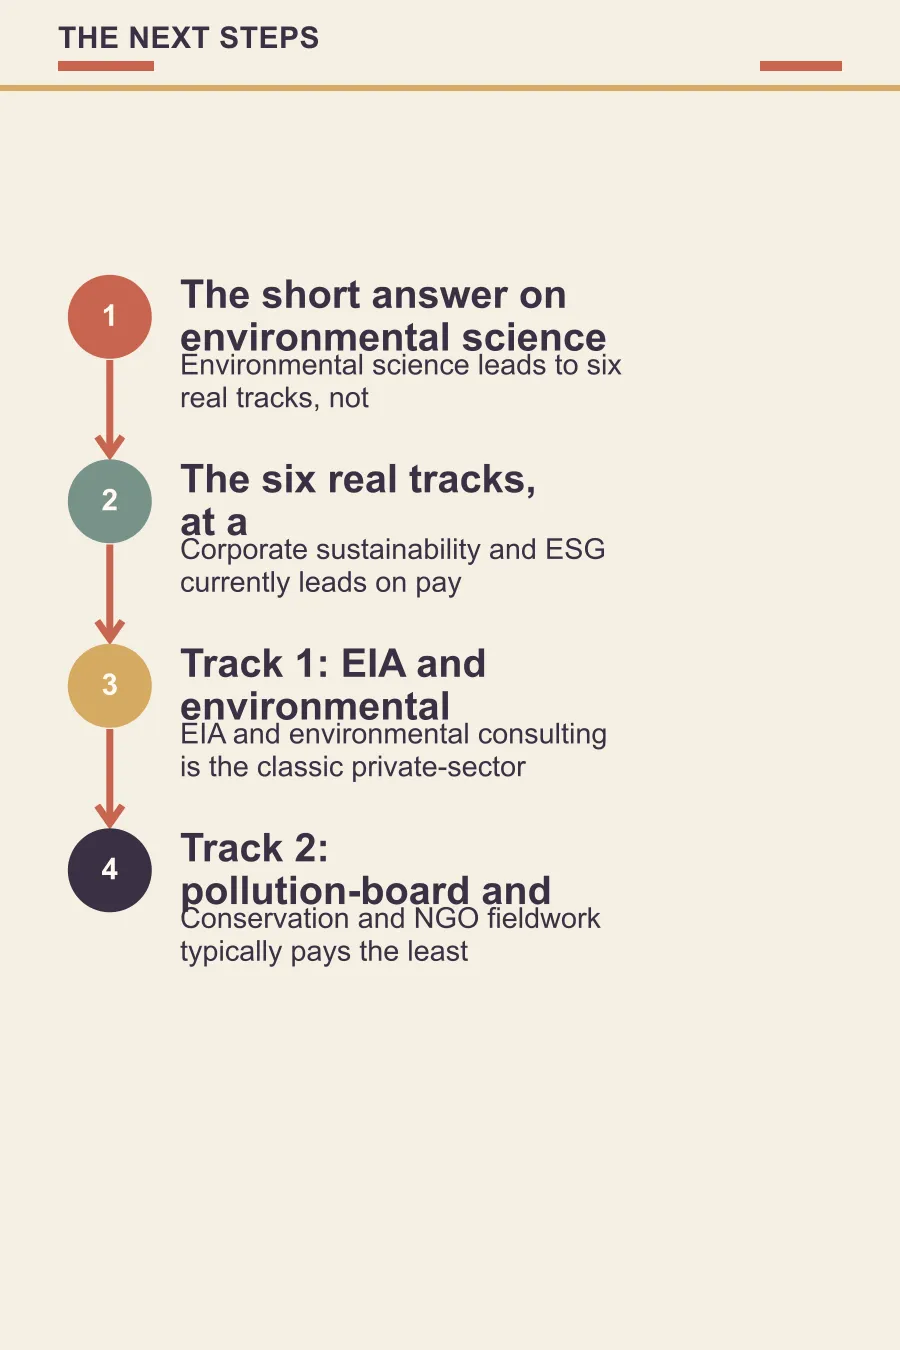 THE NEXT STEPS
1
The short answer on
environmental science
Environmental science leads to six
real tracks, not
2
The six real tracks,
at a
Corporate sustainability and ESG
currently leads on pay
3
Track 1: EIA and
environmental
EIA and environmental consulting
is the classic private-sector
4
Track 2:
pollution-board and
Conservation and NGO fieldwork
typically pays the least